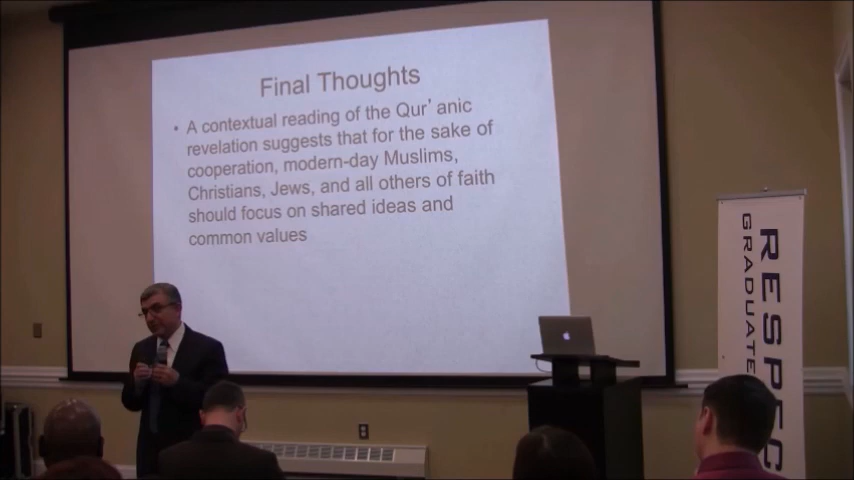 Final Thoughts
• A contextual reading of the Qur’anic
revelation suggests that for the sake of
cooperation, modern-day Muslims,
Christians, Jews, and all others of faith
should focus on shared ideas and
common values
RESPEC
GRADUATE